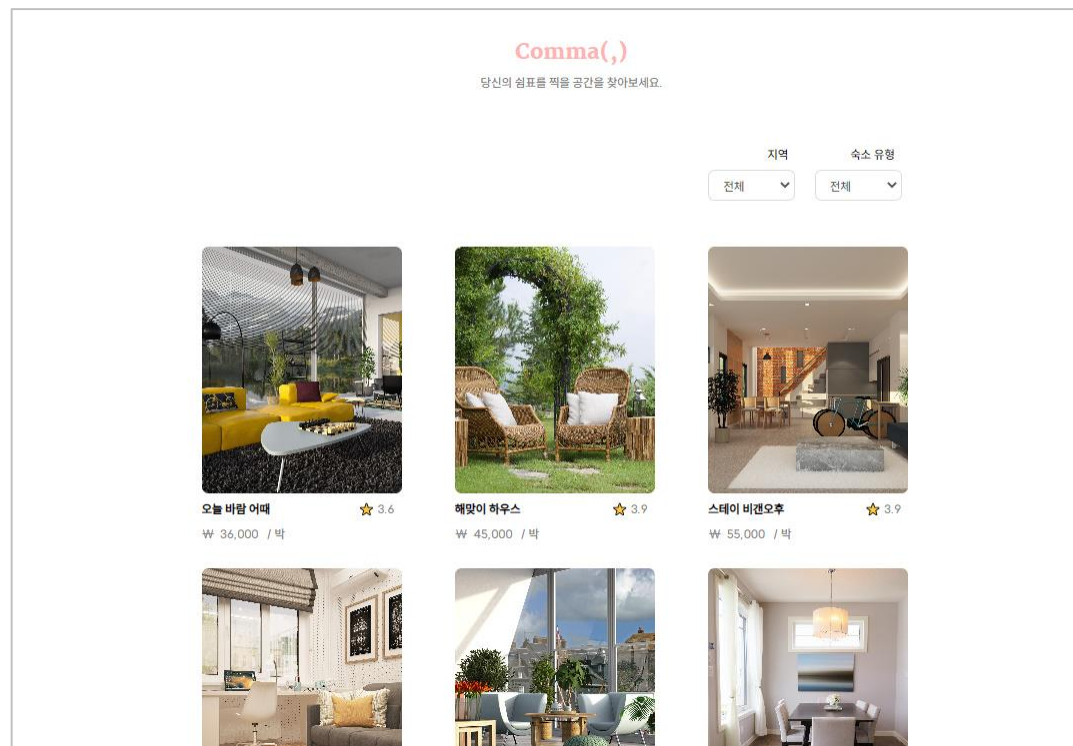 Comma(,)
당신의 쉼표를 찍을 공간을 찾아보세요.
지역 숙소 유형
전체 전체
오늘 바람 어때 3.6
₩ 36,000 / 박
해맞이 하우스 3.9
₩ 45,000 / 박
스테이 비갠오후 3.9
₩ 55,000 / 박